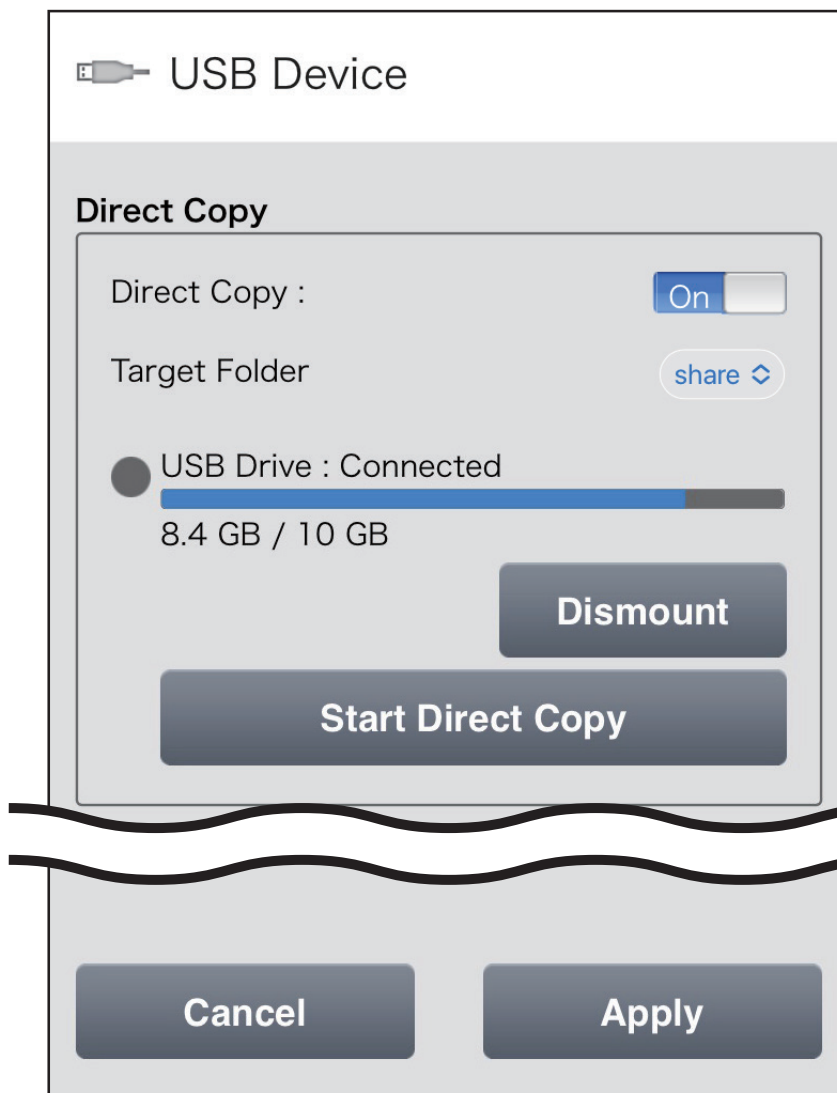 USB Device
Direct Copy
Direct Copy :
On
Target Folder
share
USB Drive : Connected
8.4 GB / 10 GB
Dismount
Start Direct Copy
Cancel
Apply